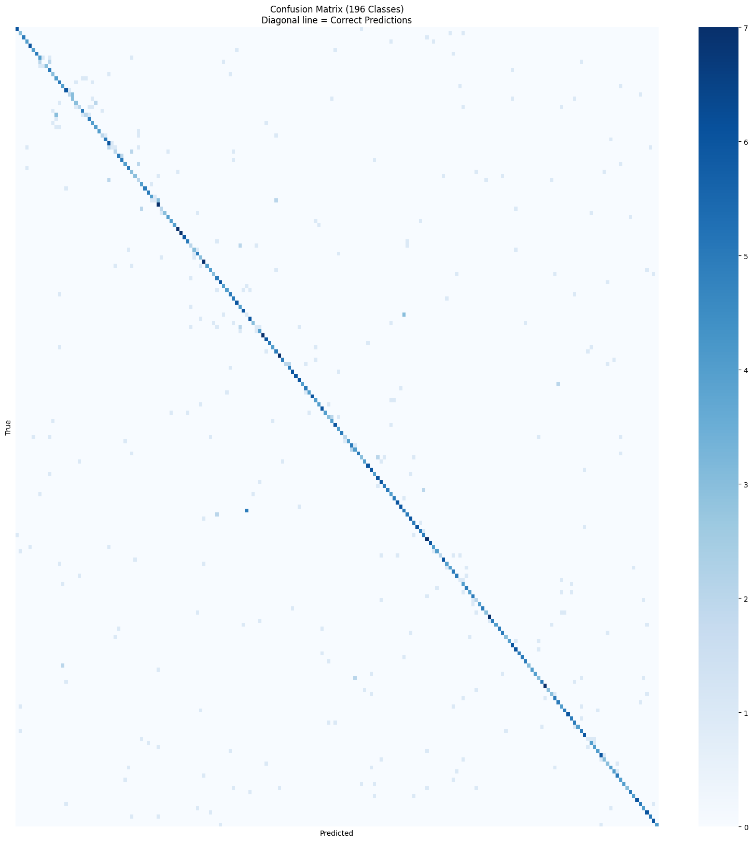 Confusion Matrix (196 Classes)
Diagonal line = Correct Predictions
7
6
5
4
3
2
1
0
True
Predicted